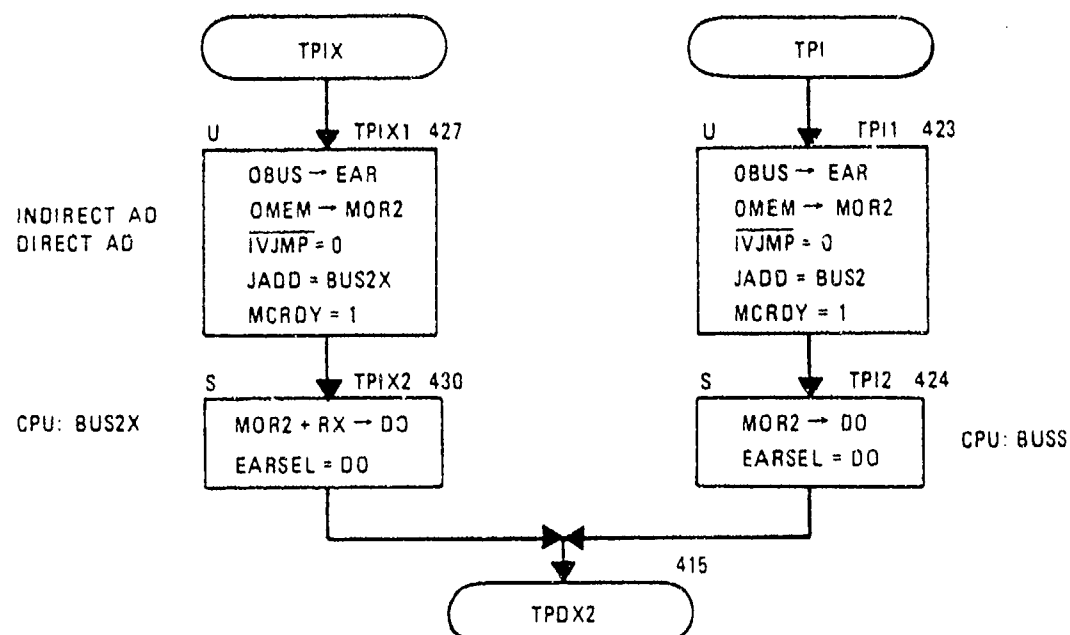 TPIX
TPI
U TPIX1 427
U TPI1 423
INDIRECT AD
DIRECT AD
OBUS → EAR
OMEM → MOR2
IVJMP = 0
JADD = BUS2X
MCRDY = 1
OBUS → EAR
OMEM → MOR2
IVJMP = 0
JADD = BUS2
MCRDY = 1
S TPIX2 430
S TPI2 424
CPU: BUS2X
MOR2 + RX → DO
EARSEL = DO
MOR2 → DO
EARSEL = DO
CPU: BUSS
415
TPDX2